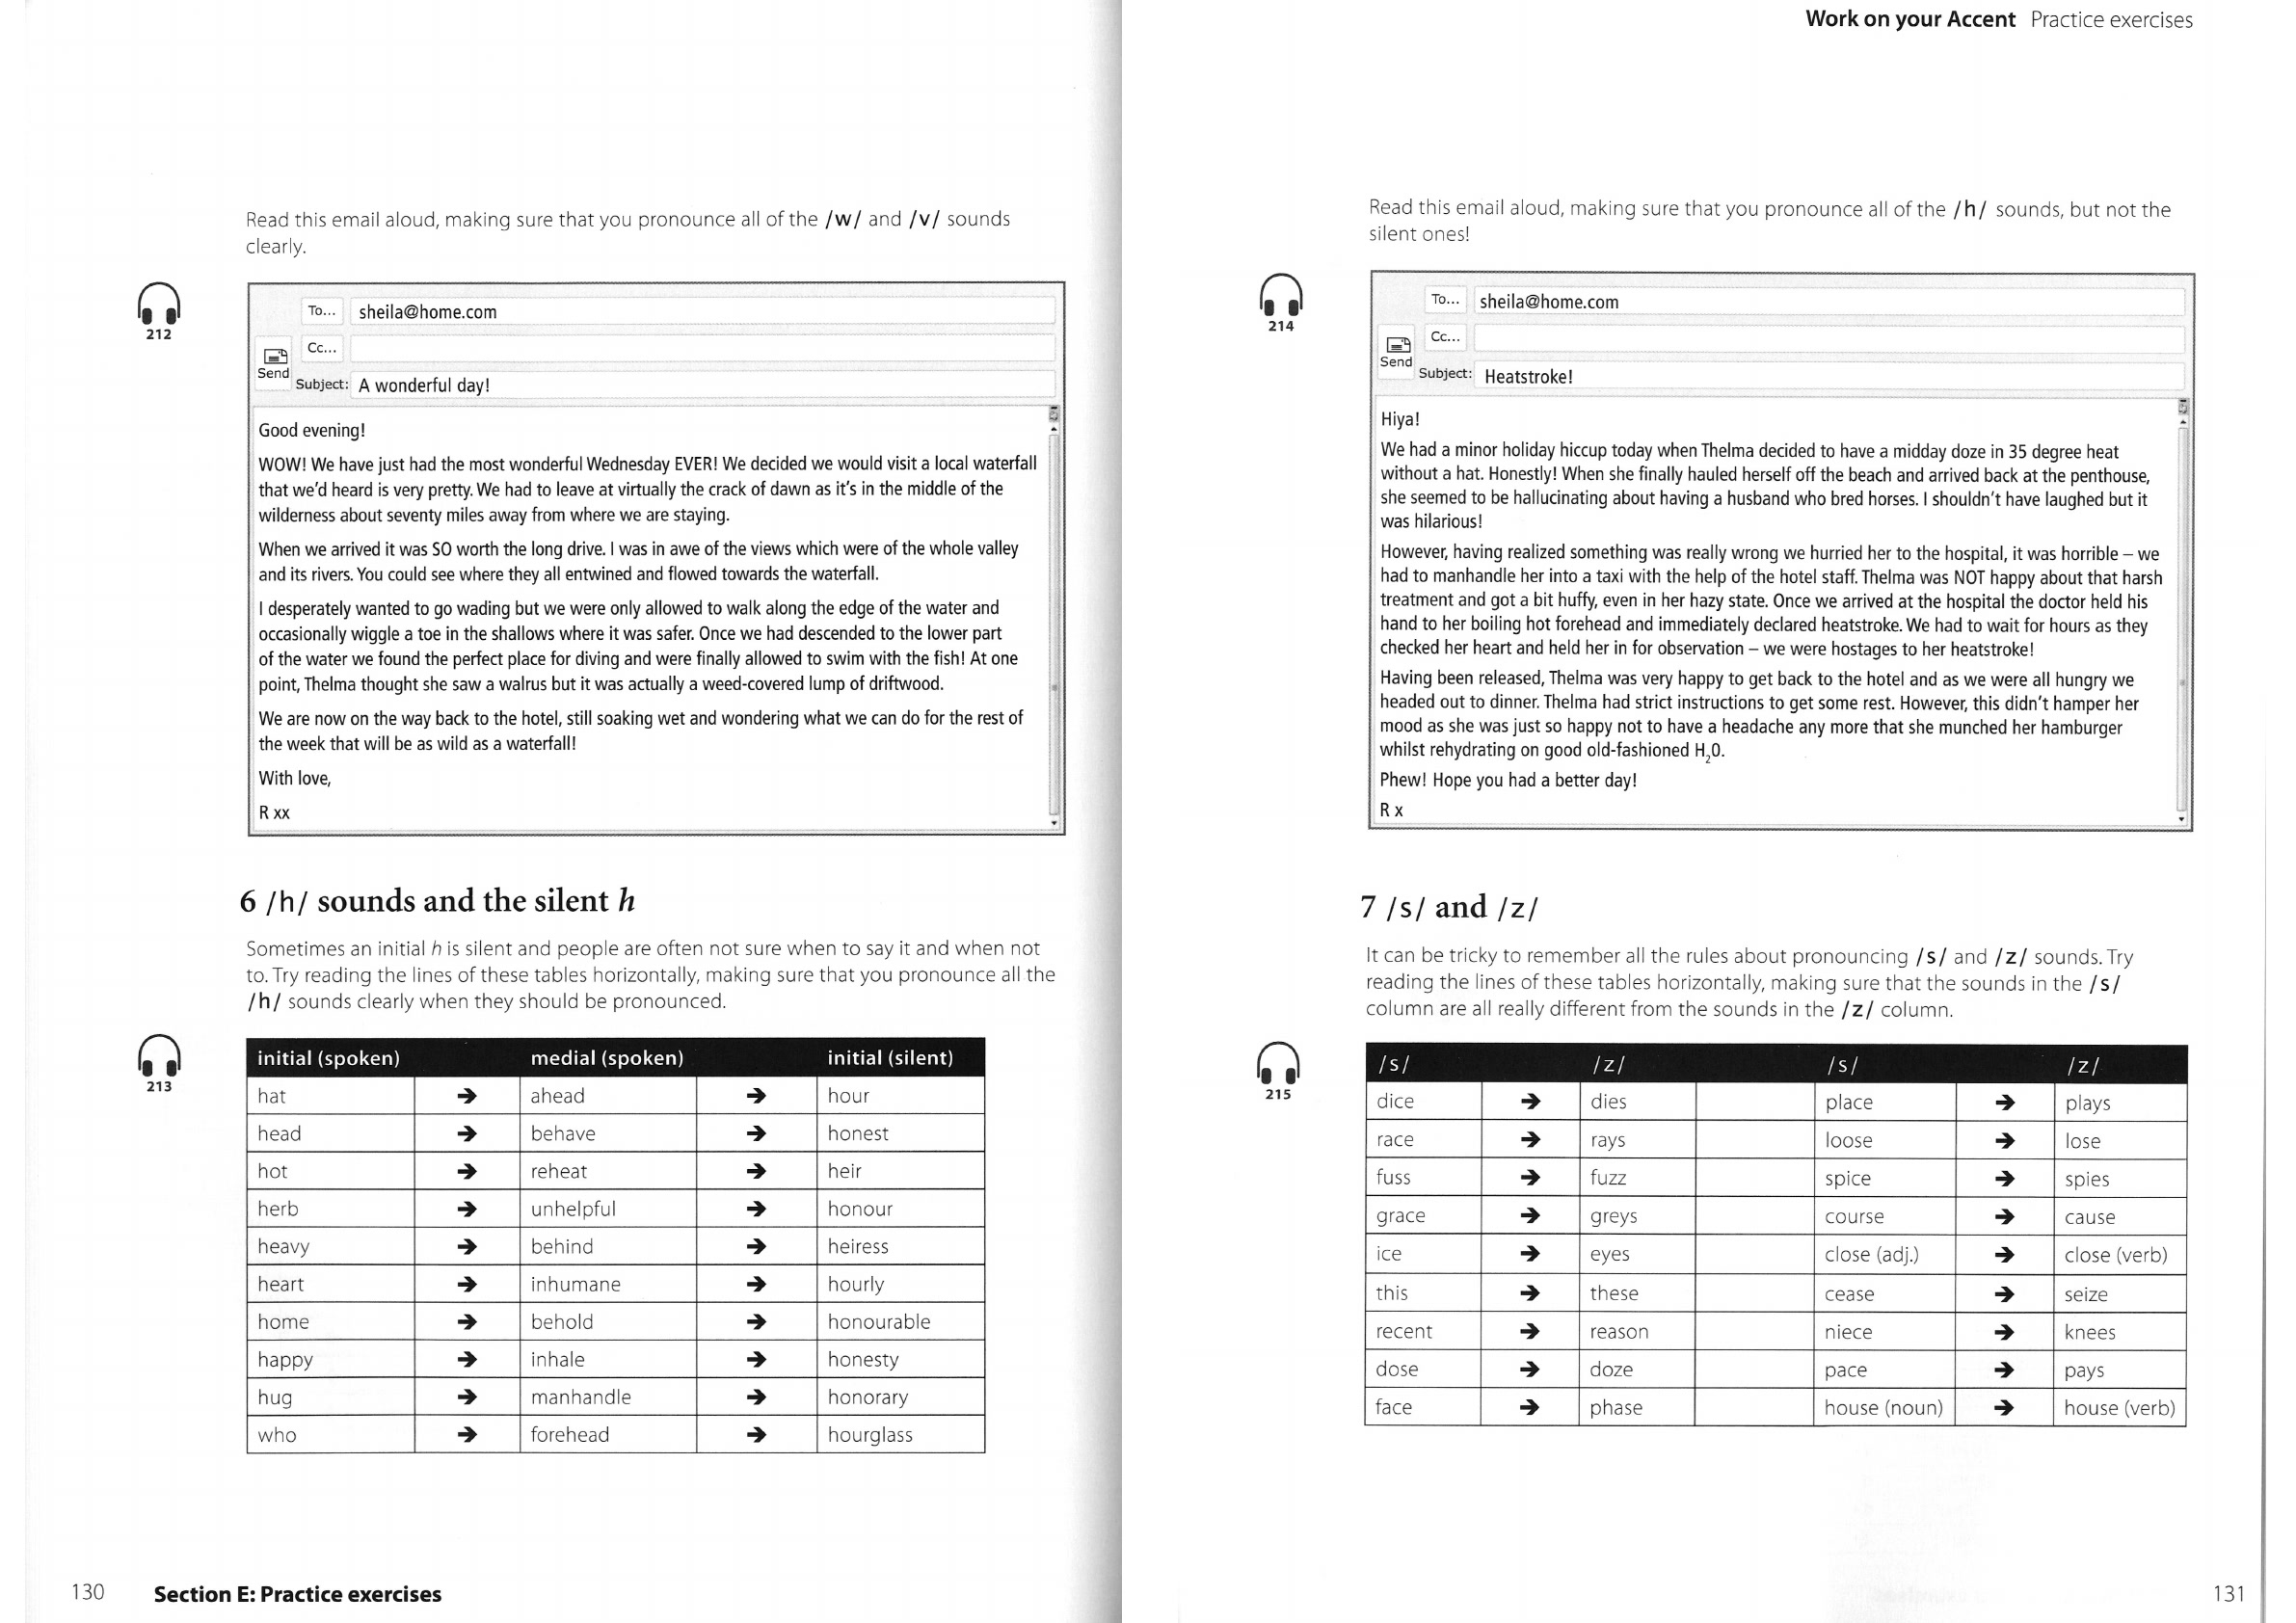 Read this email aloud, making sure that you pronounce all of the /w/ and /v/ sounds
clearly.
212
To... sheila@home.com
Cc...
Send
Subject: A wonderful day!
Good evening!
WOW! We have just had the most wonderful Wednesday EVER! We decided we would visit a local waterfall
that we'd heard is very pretty. We had to leave at virtually the crack of dawn as it's in the middle of the
wilderness about seventy miles away from where we are staying.
When we arrived it was SO worth the long drive. I was in awe of the views which were of the whole valley
and its rivers. You could see where they all entwined and flowed towards the waterfall.
I desperately wanted to go wading but we were only allowed to walk along the edge of the water and
occasionally wiggle a toe in the shallows where it was safer. Once we had descended to the lower part
of the water we found the perfect place for diving and were finally allowed to swim with the fish! At one
point, Thelma thought she saw a walrus but it was actually a weed-covered lump of driftwood.
We are now on the way back to the hotel, still soaking wet and wondering what we can do for the rest of
the week that will be as wild as a waterfall!
With love,
R xx
6 /h/ sounds and the silent h
Sometimes an initial h is silent and people are often not sure when to say it and when not
to. Try reading the lines of these tables horizontally, making sure that you pronounce all the
/h/ sounds clearly when they should be pronounced.
213
initial (spoken) medial (spoken) initial (silent)
hat → ahead → hour
head → behave → honest
hot → reheat → heir
herb → unhelpful → honour
heavy → behind → heiress
heart → inhumane → hourly
home → behold → honourable
happy → inhale → honesty
hug → manhandle → honorary
who → forehead → hourglass
130 Section E: Practice exercises
Work on your Accent Practice exercises
Read this email aloud, making sure that you pronounce all of the /h/ sounds, but not the
silent ones!
214
To... sheila@home.com
Cc...
Send
Subject: Heatstroke!
Hiya!
We had a minor holiday hiccup today when Thelma decided to have a midday doze in 35 degree heat
without a hat. Honestly! When she finally hauled herself off the beach and arrived back at the penthouse,
she seemed to be hallucinating about having a husband who bred horses. I shouldn't have laughed but it
was hilarious!
However, having realized something was really wrong we hurried her to the hospital, it was horrible – we
had to manhandle her into a taxi with the help of the hotel staff. Thelma was NOT happy about that harsh
treatment and got a bit huffy, even in her hazy state. Once we arrived at the hospital the doctor held his
hand to her boiling hot forehead and immediately declared heatstroke. We had to wait for hours as they
checked her heart and held her in for observation – we were hostages to her heatstroke!
Having been released, Thelma was very happy to get back to the hotel and as we were all hungry we
headed out to dinner. Thelma had strict instructions to get some rest. However, this didn't hamper her
mood as she was just so happy not to have a headache any more that she munched her hamburger
whilst rehydrating on good old-fashioned H₂0.
Phew! Hope you had a better day!
R x
7 /s/ and /z/
It can be tricky to remember all the rules about pronouncing /s/ and /z/ sounds. Try
reading the lines of these tables horizontally, making sure that the sounds in the /s/
column are all really different from the sounds in the /z/ column.
215
/s/ /z/ /s/ /z/
dice → dies place → plays
race → rays loose → lose
fuss → fuzz spice → spies
grace → greys course → cause
ice → eyes close (adj.) → close (verb)
this → these cease → seize
recent → reason niece → knees
dose → doze pace → pays
face → phase house (noun) → house (verb)
131